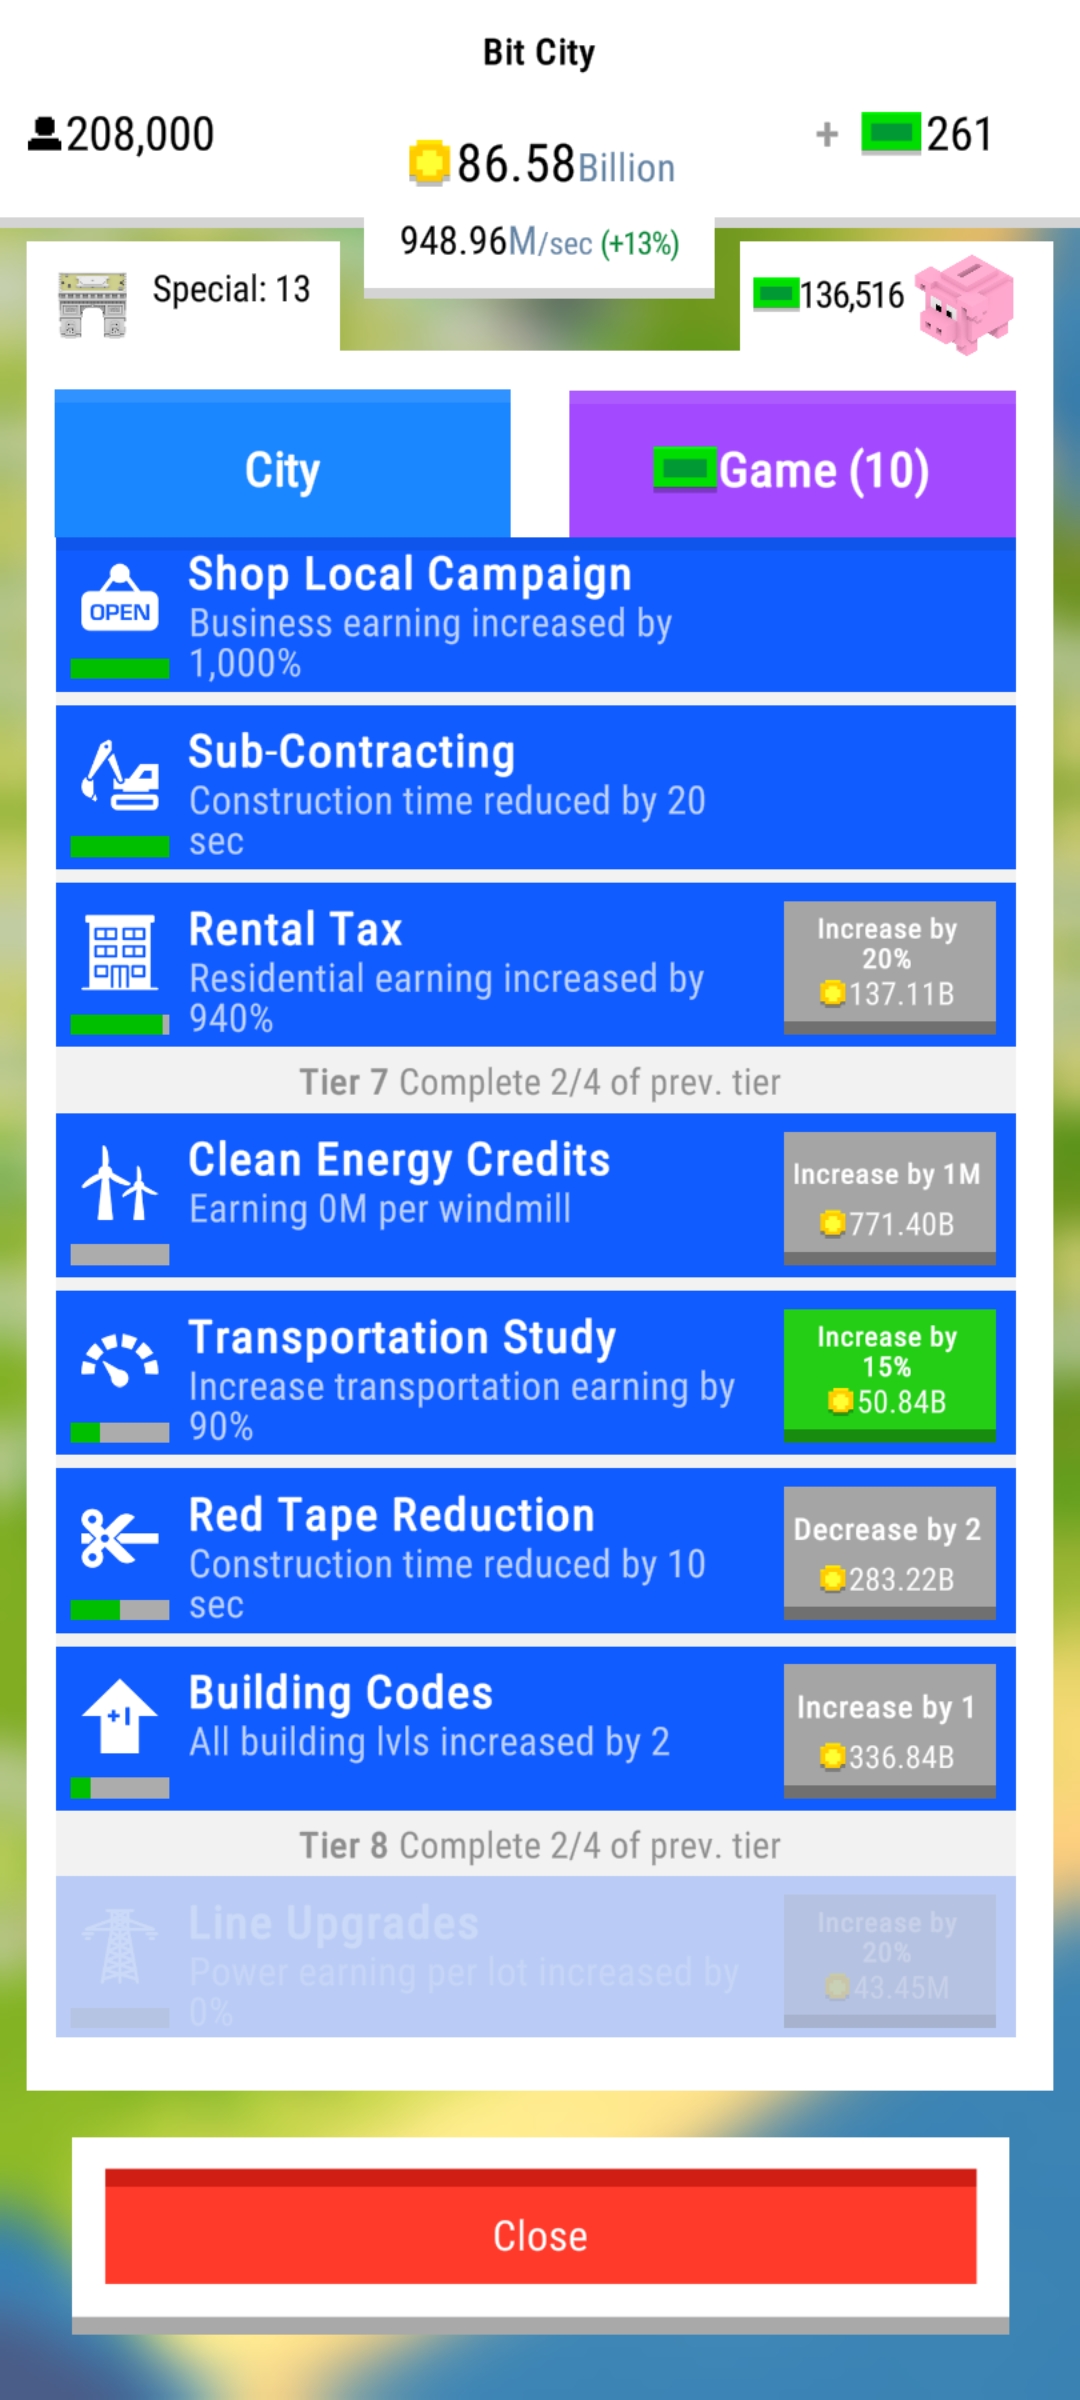 Bit City
208,000
86.58 Billion
+ 261
948.96M/sec (+13%)
Special: 13
136,516
City
Game (10)
OPEN
Shop Local Campaign
Business earning increased by
1,000%
Sub-Contracting
Construction time reduced by 20
sec
Rental Tax
Residential earning increased by
940%
Increase by
20%
137.11B
Tier 7 Complete 2/4 of prev. tier
Clean Energy Credits
Earning 0M per windmill
Increase by 1M
771.40B
Transportation Study
Increase transportation earning by
90%
Increase by
15%
50.84B
Red Tape Reduction
Construction time reduced by 10
sec
Decrease by 2
283.22B
+1
Building Codes
All building lvls increased by 2
Increase by 1
336.84B
Tier 8 Complete 2/4 of prev. tier
Line Upgrades
Power earning per lot increased by
0%
Increase by
20%
43.45M
Close